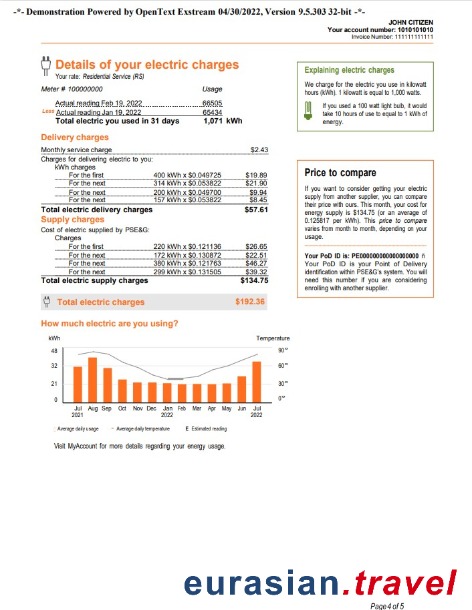 -*- Demonstration Powered by OpenText Exstream 04/30/2022, Version 9.5.303 32-bit -*-
JOHN CITIZEN
Your account number: 1010101010
Invoice Number: 111111111111
Details of your electric charges
Your rate: Residential Service (RS)
Meter # 100000000 Usage
Actual reading Feb 19, 2022 66505
Less Actual reading Jan 19, 2022 65434
Total electric you used in 31 days 1,071 kWh
Delivery charges
Monthly service charge $2.43
Charges for delivering electric to you:
kWh charges
For the first 400 kWh x $0.049725 $19.89
For the next 314 kWh x $0.053822 $21.90
For the next 200 kWh x $0.049700 $9.94
For the next 157 kWh x $0.053822 $8.45
Total electric delivery charges $57.61
Supply charges
Cost of electric supplied by PSE&G:
Charges
For the first 220 kWh x $0.121136 $26.65
For the next 172 kWh x $0.130872 $22.51
For the next 380 kWh x $0.121763 $46.27
For the next 299 kWh x $0.131505 $39.32
Total electric supply charges $134.75
Total electric charges $192.36
How much electric are you using?
kWh Temperature
48 90°
32 60°
21 30°
0 0°
Jul Aug Sep Oct Nov Dec Jan Feb Mar Apr May Jun Jul
2021 2022 2022
Average daily usage Average daily temperature E Estimated reading
Visit MyAccount for more details regarding your energy usage.
Explaining electric charges
We charge for the electric you use in kilowatt
hours (kWh). 1 kilowatt is equal to 1,000 watts.
If you used a 100 watt light bulb, it would
take 10 hours of use to equal to 1 kWh of
energy.
Price to compare
If you want to consider getting your electric
supply from another supplier, you can compare
their price with ours. This month, your cost for
energy supply is $134.75 (or an average of
0.125817 per kWh). This price to compare
varies from month to month, depending on your
usage.
Your PoD ID is: PE000000000000000000 ñ
Your PoD ID is your Point of Delivery
identification within PSE&G's system. You will
need this number if you are considering
enrolling with another supplier.
eurasian.travel
Page 4 of 5